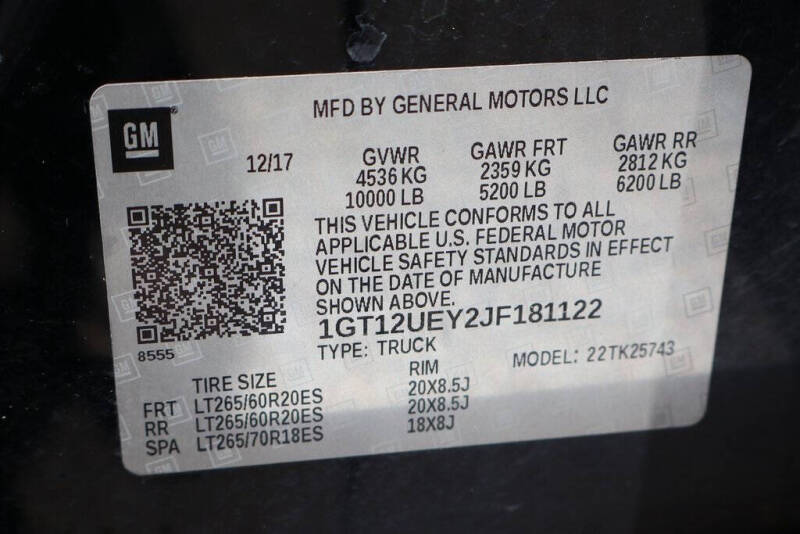 MFD BY GENERAL MOTORS LLC
GM
12/17
GVWR GAWR FRT GAWR RR
4536 KG 2359 KG 2812 KG
10000 LB 5200 LB 6200 LB
THIS VEHICLE CONFORMS TO ALL
APPLICABLE U.S. FEDERAL MOTOR
VEHICLE SAFETY STANDARDS IN EFFECT
ON THE DATE OF MANUFACTURE
SHOWN ABOVE.
1GT12UEY2JF181122
8555
TYPE: TRUCK MODEL: 22TK25743
TIRE SIZE RIM
FRT LT265/60R20ES 20X8.5J
RR LT265/60R20ES 20X8.5J
SPA LT265/70R18ES 18X8J